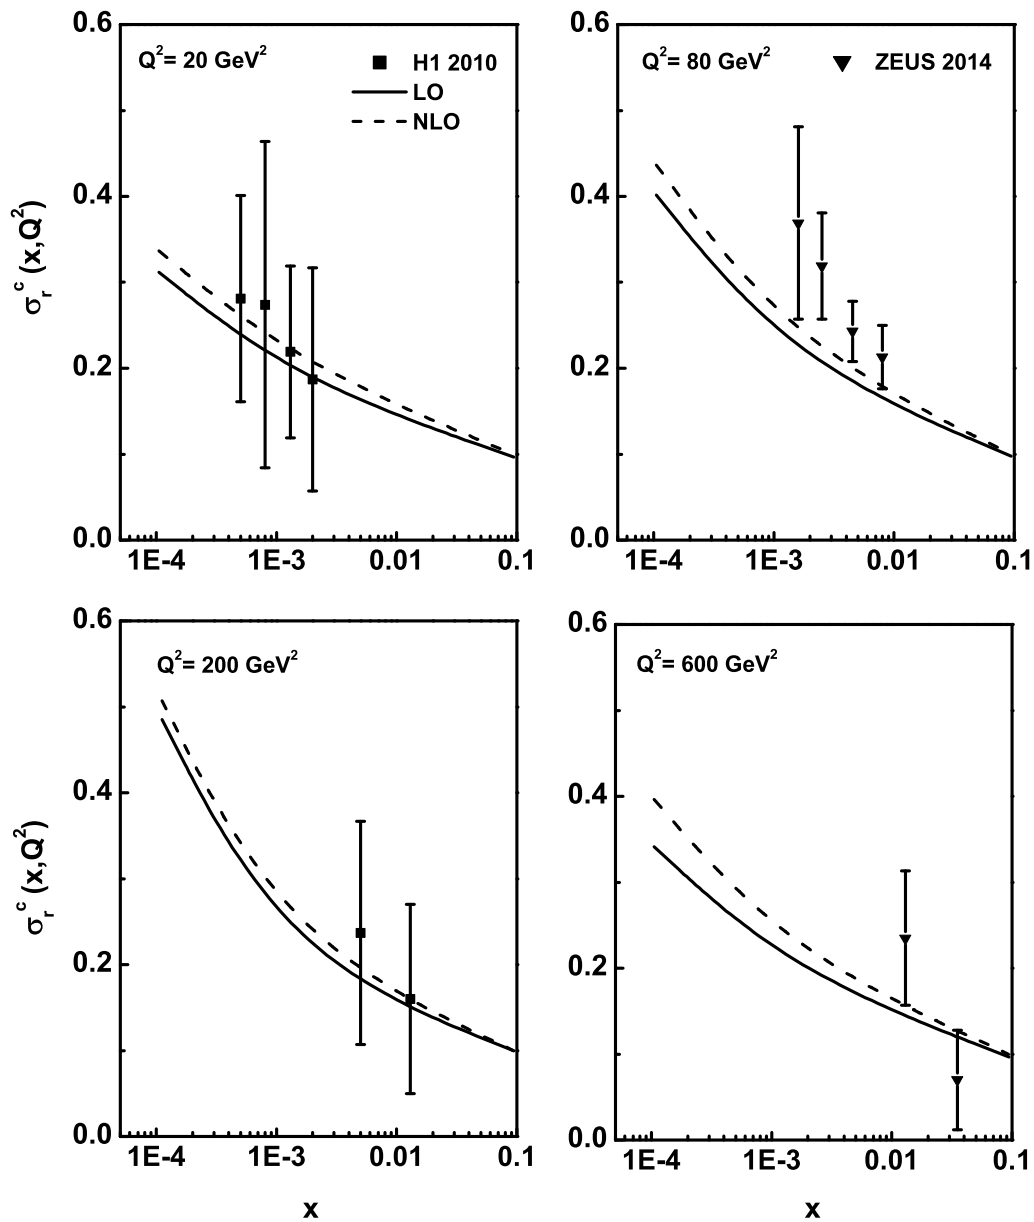 Q²= 20 GeV²
H1 2010
LO
NLO
σᵣᶜ (x,Q²)
0.6
0.4
0.2
0.0
1E-4 1E-3 0.01 0.1
Q²= 80 GeV²
ZEUS 2014
0.6
0.4
0.2
0.0
1E-4 1E-3 0.01 0.1
Q²= 200 GeV²
σᵣᶜ (x,Q²)
0.6
0.4
0.2
0.0
1E-4 1E-3 0.01 0.1
x
Q²= 600 GeV²
0.6
0.4
0.2
0.0
1E-4 1E-3 0.01 0.1
x